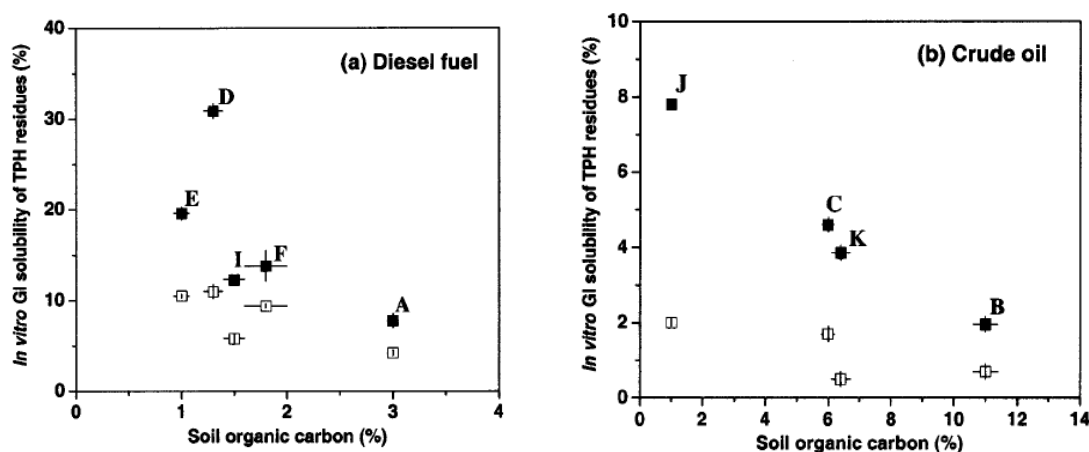 (a) Diesel fuel
In vitro GI solubility of TPH residues (%)
40
30
20
10
0
D
E
I
F
A
0
1
2
3
4
Soil organic carbon (%)
(b) Crude oil
In vitro GI solubility of TPH residues (%)
10
8
6
4
2
0
J
C
K
B
0
2
4
6
8
10
12
14
Soil organic carbon (%)